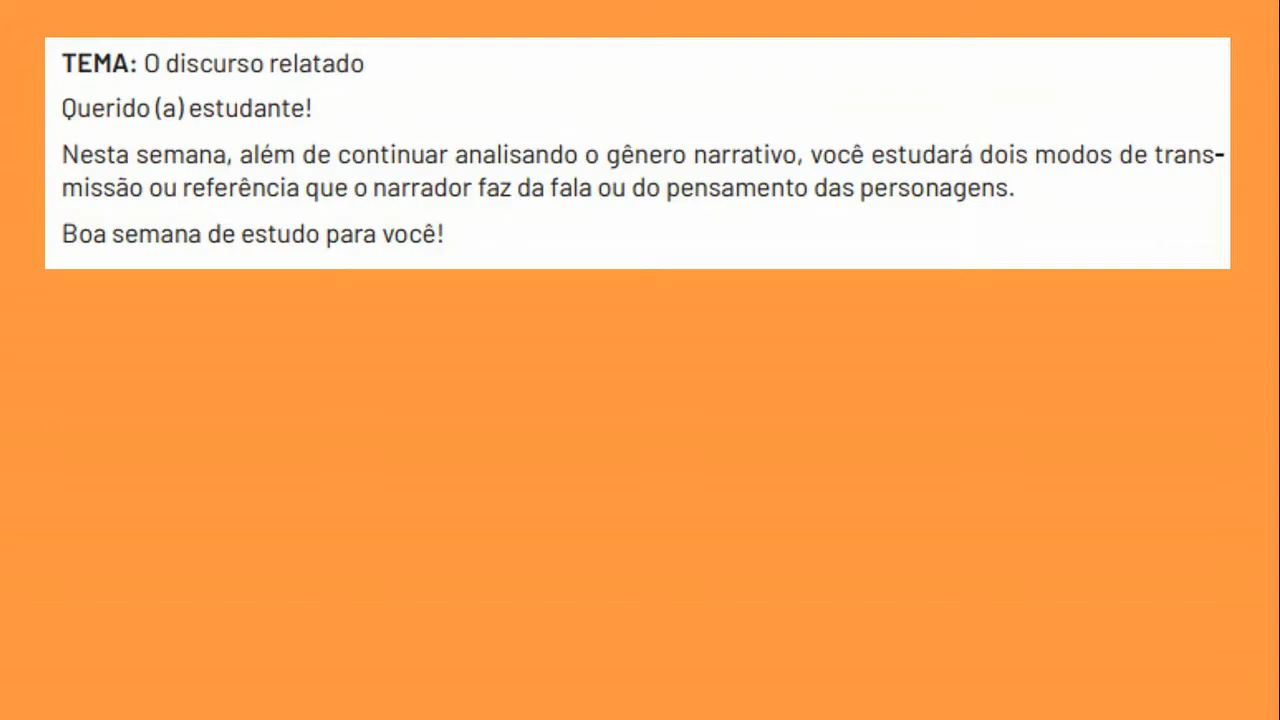 TEMA: O discurso relatado
Querido (a) estudante!
Nesta semana, além de continuar analisando o gênero narrativo, você estudará dois modos de trans-
missão ou referência que o narrador faz da fala ou do pensamento das personagens.
Boa semana de estudo para você!